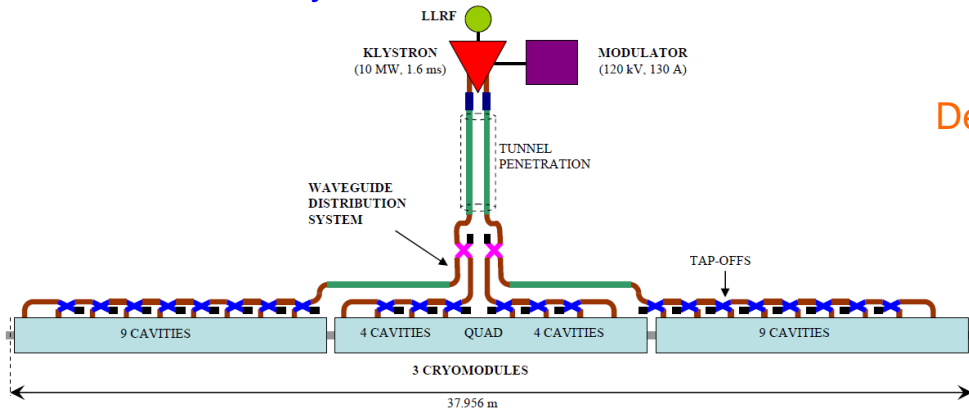 LLRF
KLYSTRON
(10 MW, 1.6 ms)
MODULATOR
(120 kV, 130 A)
De
TUNNEL
PENETRATION
WAVEGUIDE
DISTRIBUTION
SYSTEM
TAP-OFFS
9 CAVITIES
4 CAVITIES
QUAD
4 CAVITIES
9 CAVITIES
3 CRYOMODULES
37.956 m